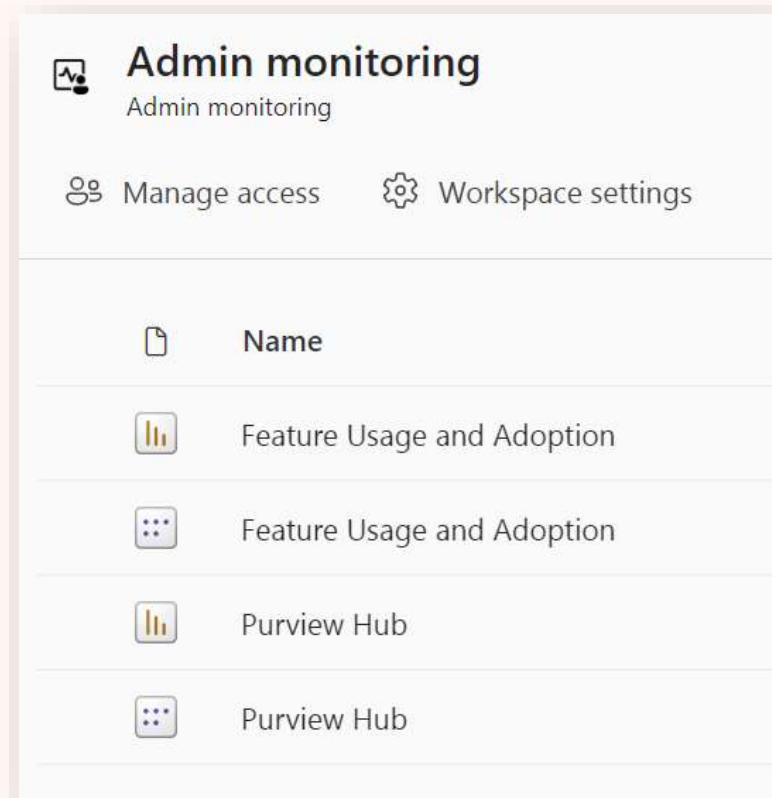 Admin monitoring
Admin monitoring
Manage access Workspace settings
Name
Feature Usage and Adoption
Feature Usage and Adoption
Purview Hub
Purview Hub